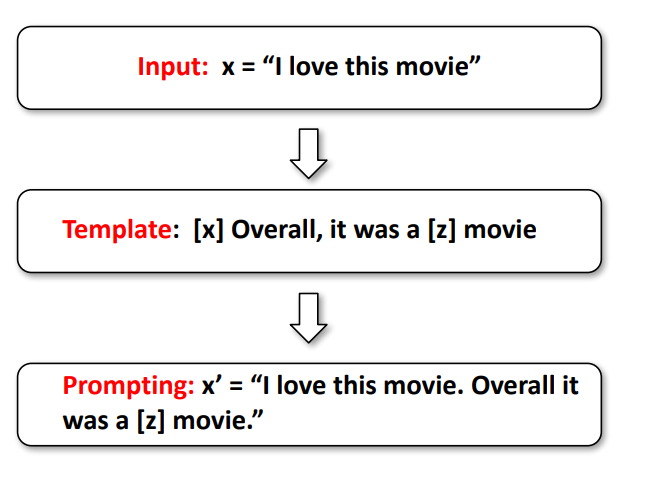 Input: x = “I love this movie”
Template: [x] Overall, it was a [z] movie
Prompting: x’ = “I love this movie. Overall it
was a [z] movie.”